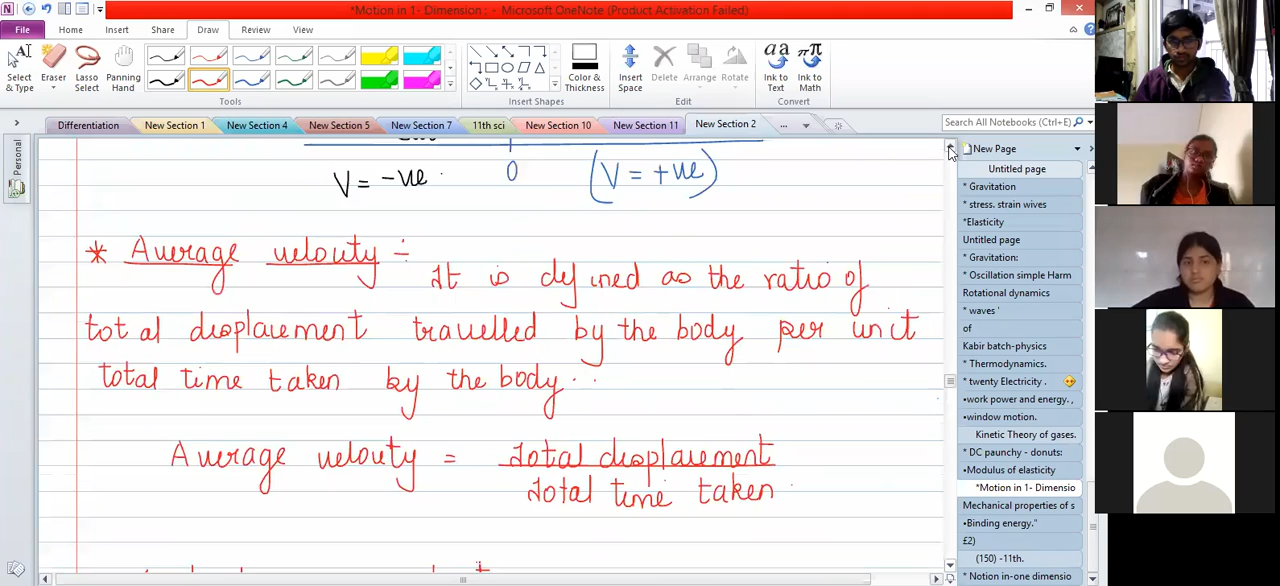 *Motion in 1- Dimension : - Microsoft OneNote (Product Activation Failed)
File Home Insert Share Draw Review View
Select & Type
Eraser
Lasso Select
Panning Hand
Color & Thickness
Insert Space
Delete
Arrange
Rotate
Ink to Text
Ink to Math
Tools
Insert Shapes
Edit
Convert
Differentiation New Section 1 New Section 4 New Section 5 New Section 7 11th sci New Section 10 New Section 11 New Section 2 ...
Search All Notebooks (Ctrl+E)
Personal
V = -ve . 0 (V = +ve)
* Average velocity ÷
It is defined as the ratio of
total displacement travelled by the body per unit
total time taken by the body..
Average velocity = Total displacement
Total time taken
New Page
Untitled page
* Gravitation
* stress. strain wives
*Elasticity
Untitled page
* Gravitation:
* Oscillation simple Harm
Rotational dynamics
* waves '
of
Kabir batch-physics
* Thermodynamics.
* twenty Electricity .
•work power and energy. ,
•window motion.
Kinetic Theory of gases.
* DC paunchy - donuts:
•Modulus of elasticity
*Motion in 1- Dimensio
Mechanical properties of s
•Binding energy."
£2)
(150) -11th.
* Notion in-one dimensio